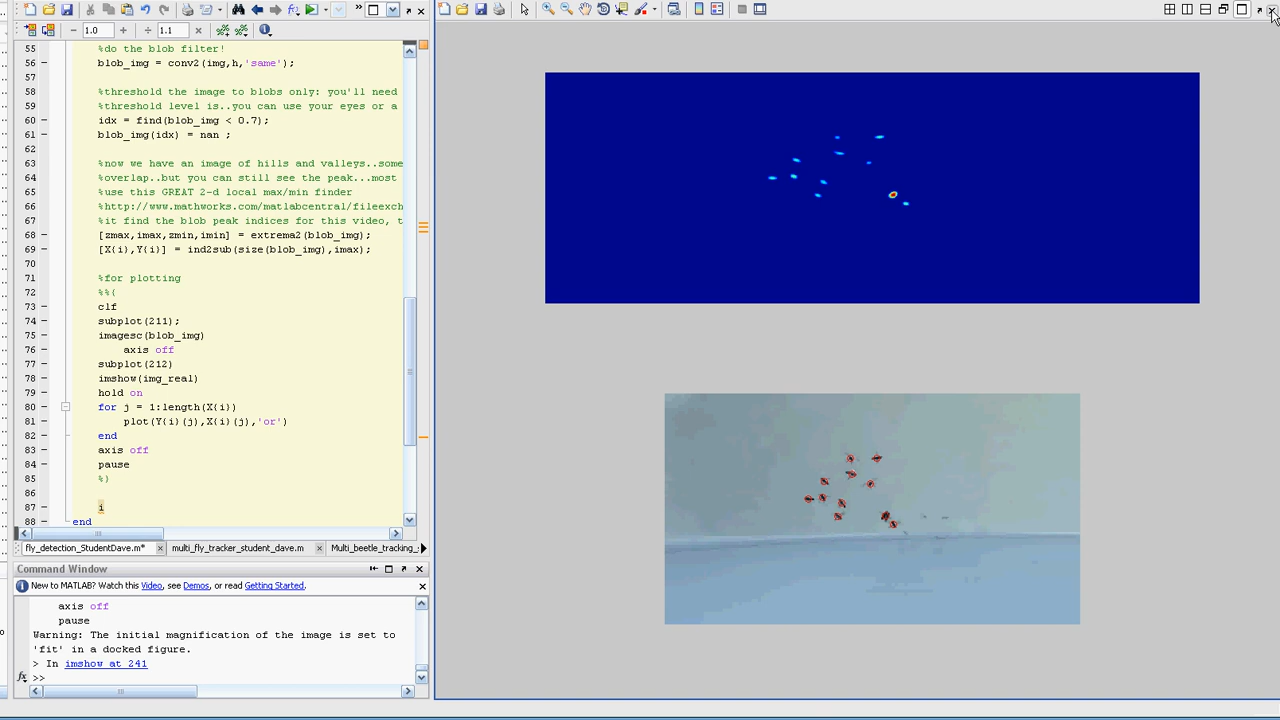 1.0
1.1
55 %do the blob filter!
56 blob_img = conv2(img,h,'same');
57
58 %threshold the image to blobs only: you'll need
59 %threshold level is..you can use your eyes or a
60 idx = find(blob_img < 0.7);
61 blob_img(idx) = nan ;
62
63 %now we have an image of hills and valleys..some
64 %overlap..but you can still see the peak...most
65 %use this GREAT 2-d local max/min finder
66 %http://www.mathworks.com/matlabcentral/fileexch
67 %it find the blob peak indices for this video, t
68 [zmax,imax,zmin,imin] = extrema2(blob_img);
69 [X{i},Y{i}] = ind2sub(size(blob_img),imax);
70
71 %for plotting
72 %%{
73 clf
74 subplot(211);
75 imagesc(blob_img)
76 axis off
77 subplot(212)
78 imshow(img_real)
79 hold on
80 for j = 1:length(X{i})
81 plot(Y{i}(j),X{i}(j),'or')
82 end
83 axis off
84 pause
85 %}
86
87 i
88 end
fly_detection_StudentDave.m* multi_fly_tracker_student_dave.m Multi_beetle_tracking_
Command Window
New to MATLAB? Watch this Video, see Demos, or read Getting Started.
axis off
pause
Warning: The initial magnification of the image is set to
'fit' in a docked figure.
> In imshow at 241
fx >>